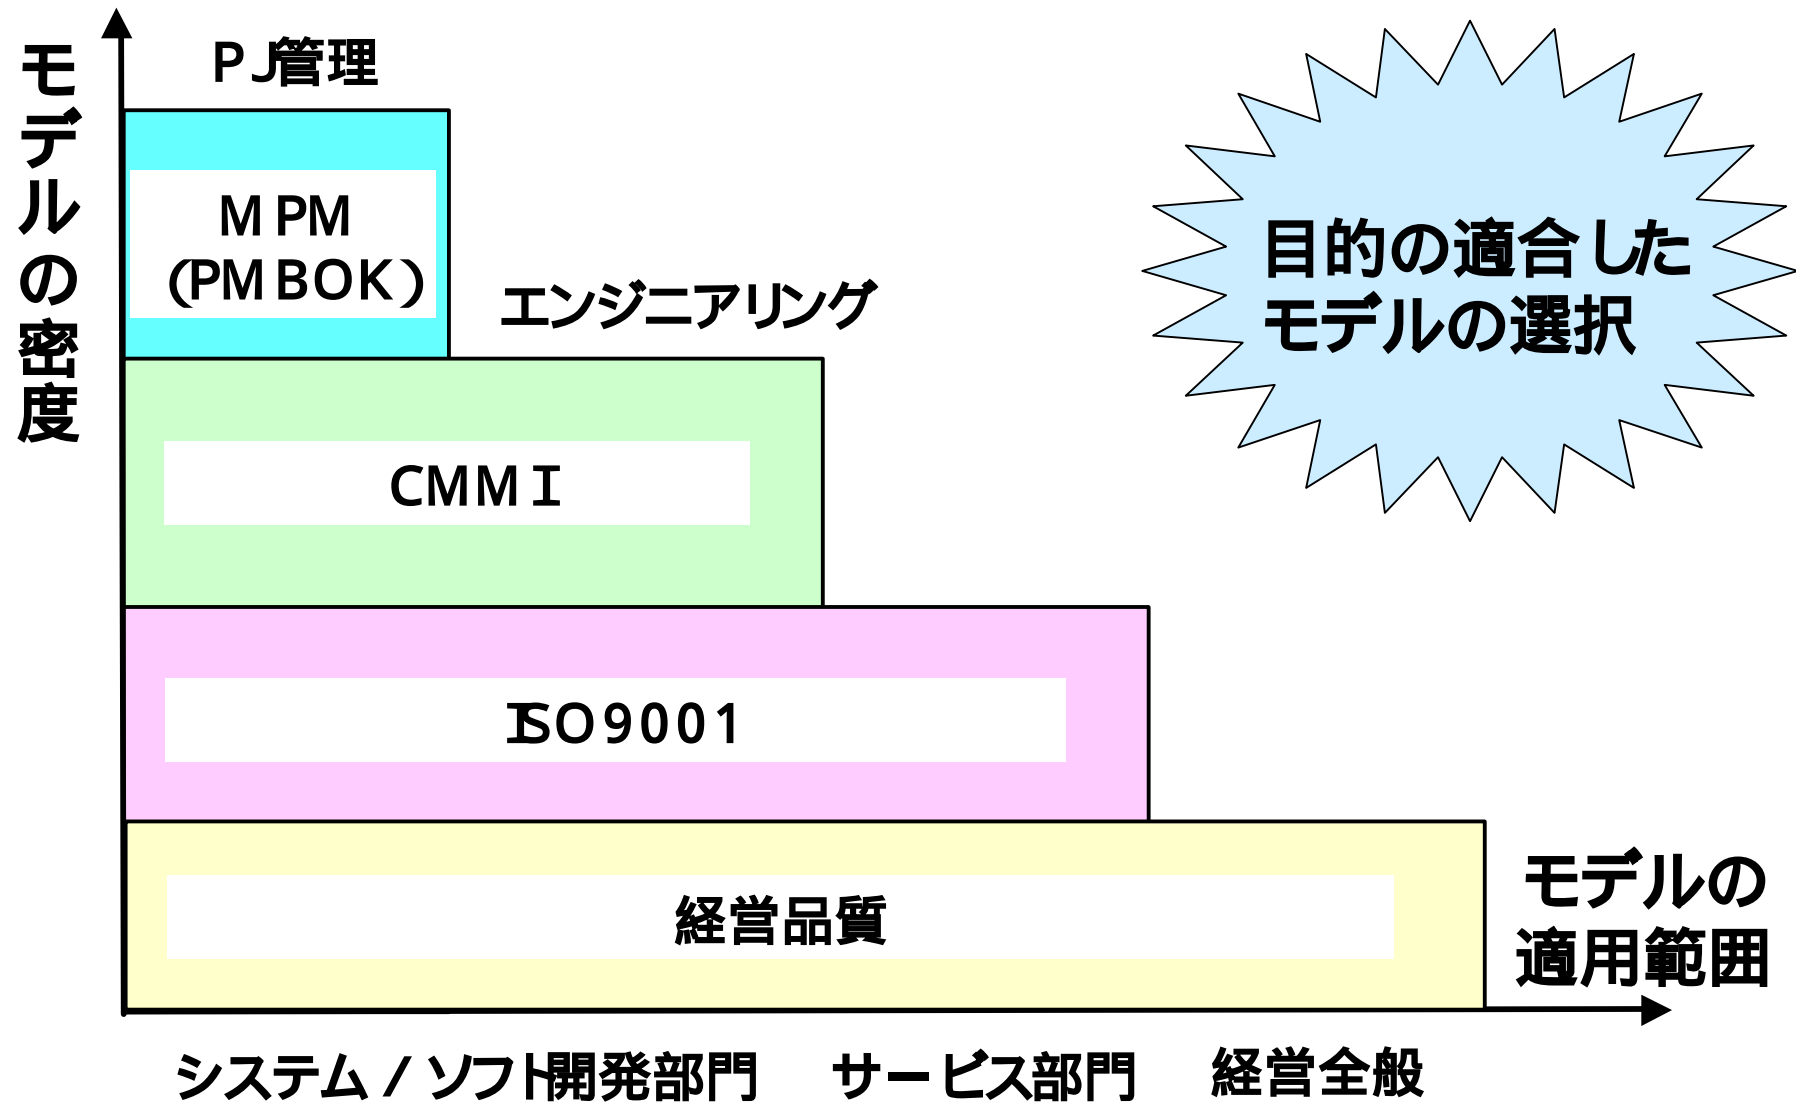 モデルの密度
ＰＪ管理
ＭＰＭ
（ＰＭＢＯＫ）
エンジニアリング
目的の適合した
モデルの選択
ＣＭＭＩ
ＩＳＯ９００１
経営品質
モデルの
適用範囲
システム／ソフト開発部門
サービス部門
経営全般